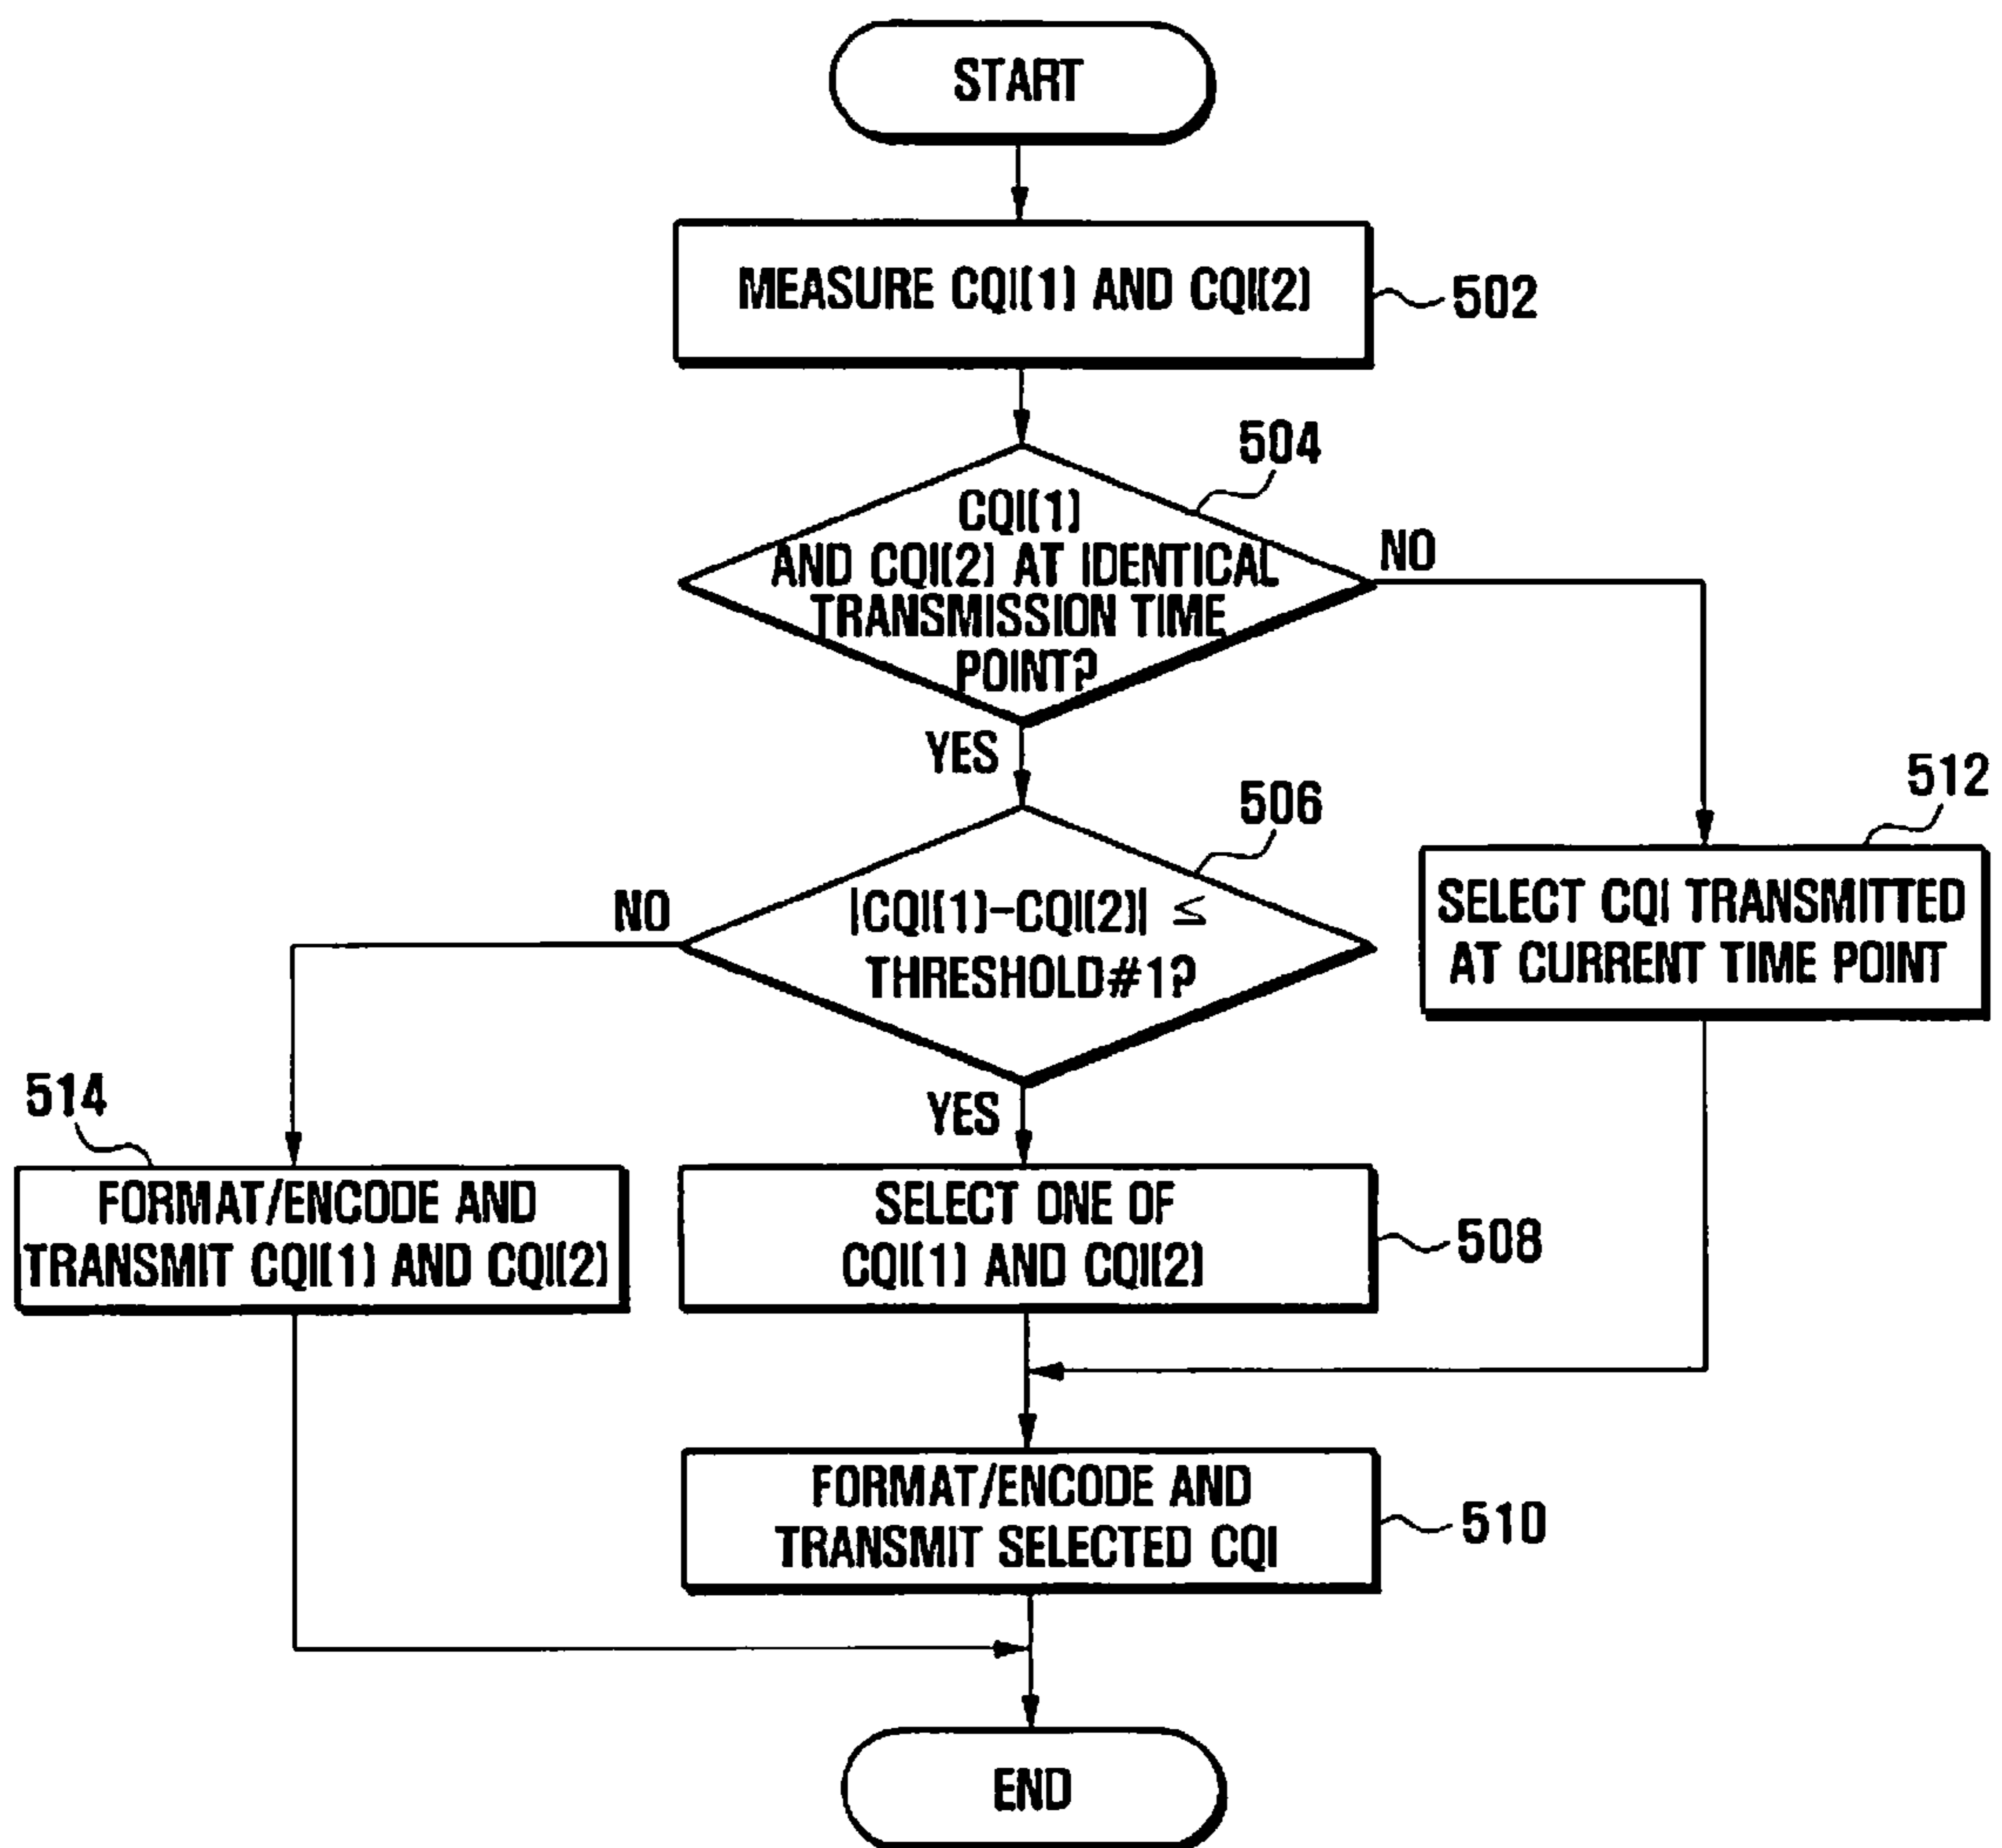 START
MEASURE CQI(1) AND CQI(2)
502
504
CQI(1)
AND CQI(2) AT IDENTICAL
TRANSMISSION TIME
POINT?
NO
YES
506
512
|CQI(1)-CQI(2)| ≤
THRESHOLD#1?
NO
SELECT CQI TRANSMITTED
AT CURRENT TIME POINT
YES
514
FORMAT/ENCODE AND
TRANSMIT CQI(1) AND CQI(2)
SELECT ONE OF
CQI(1) AND CQI(2)
508
FORMAT/ENCODE AND
TRANSMIT SELECTED CQI
510
END